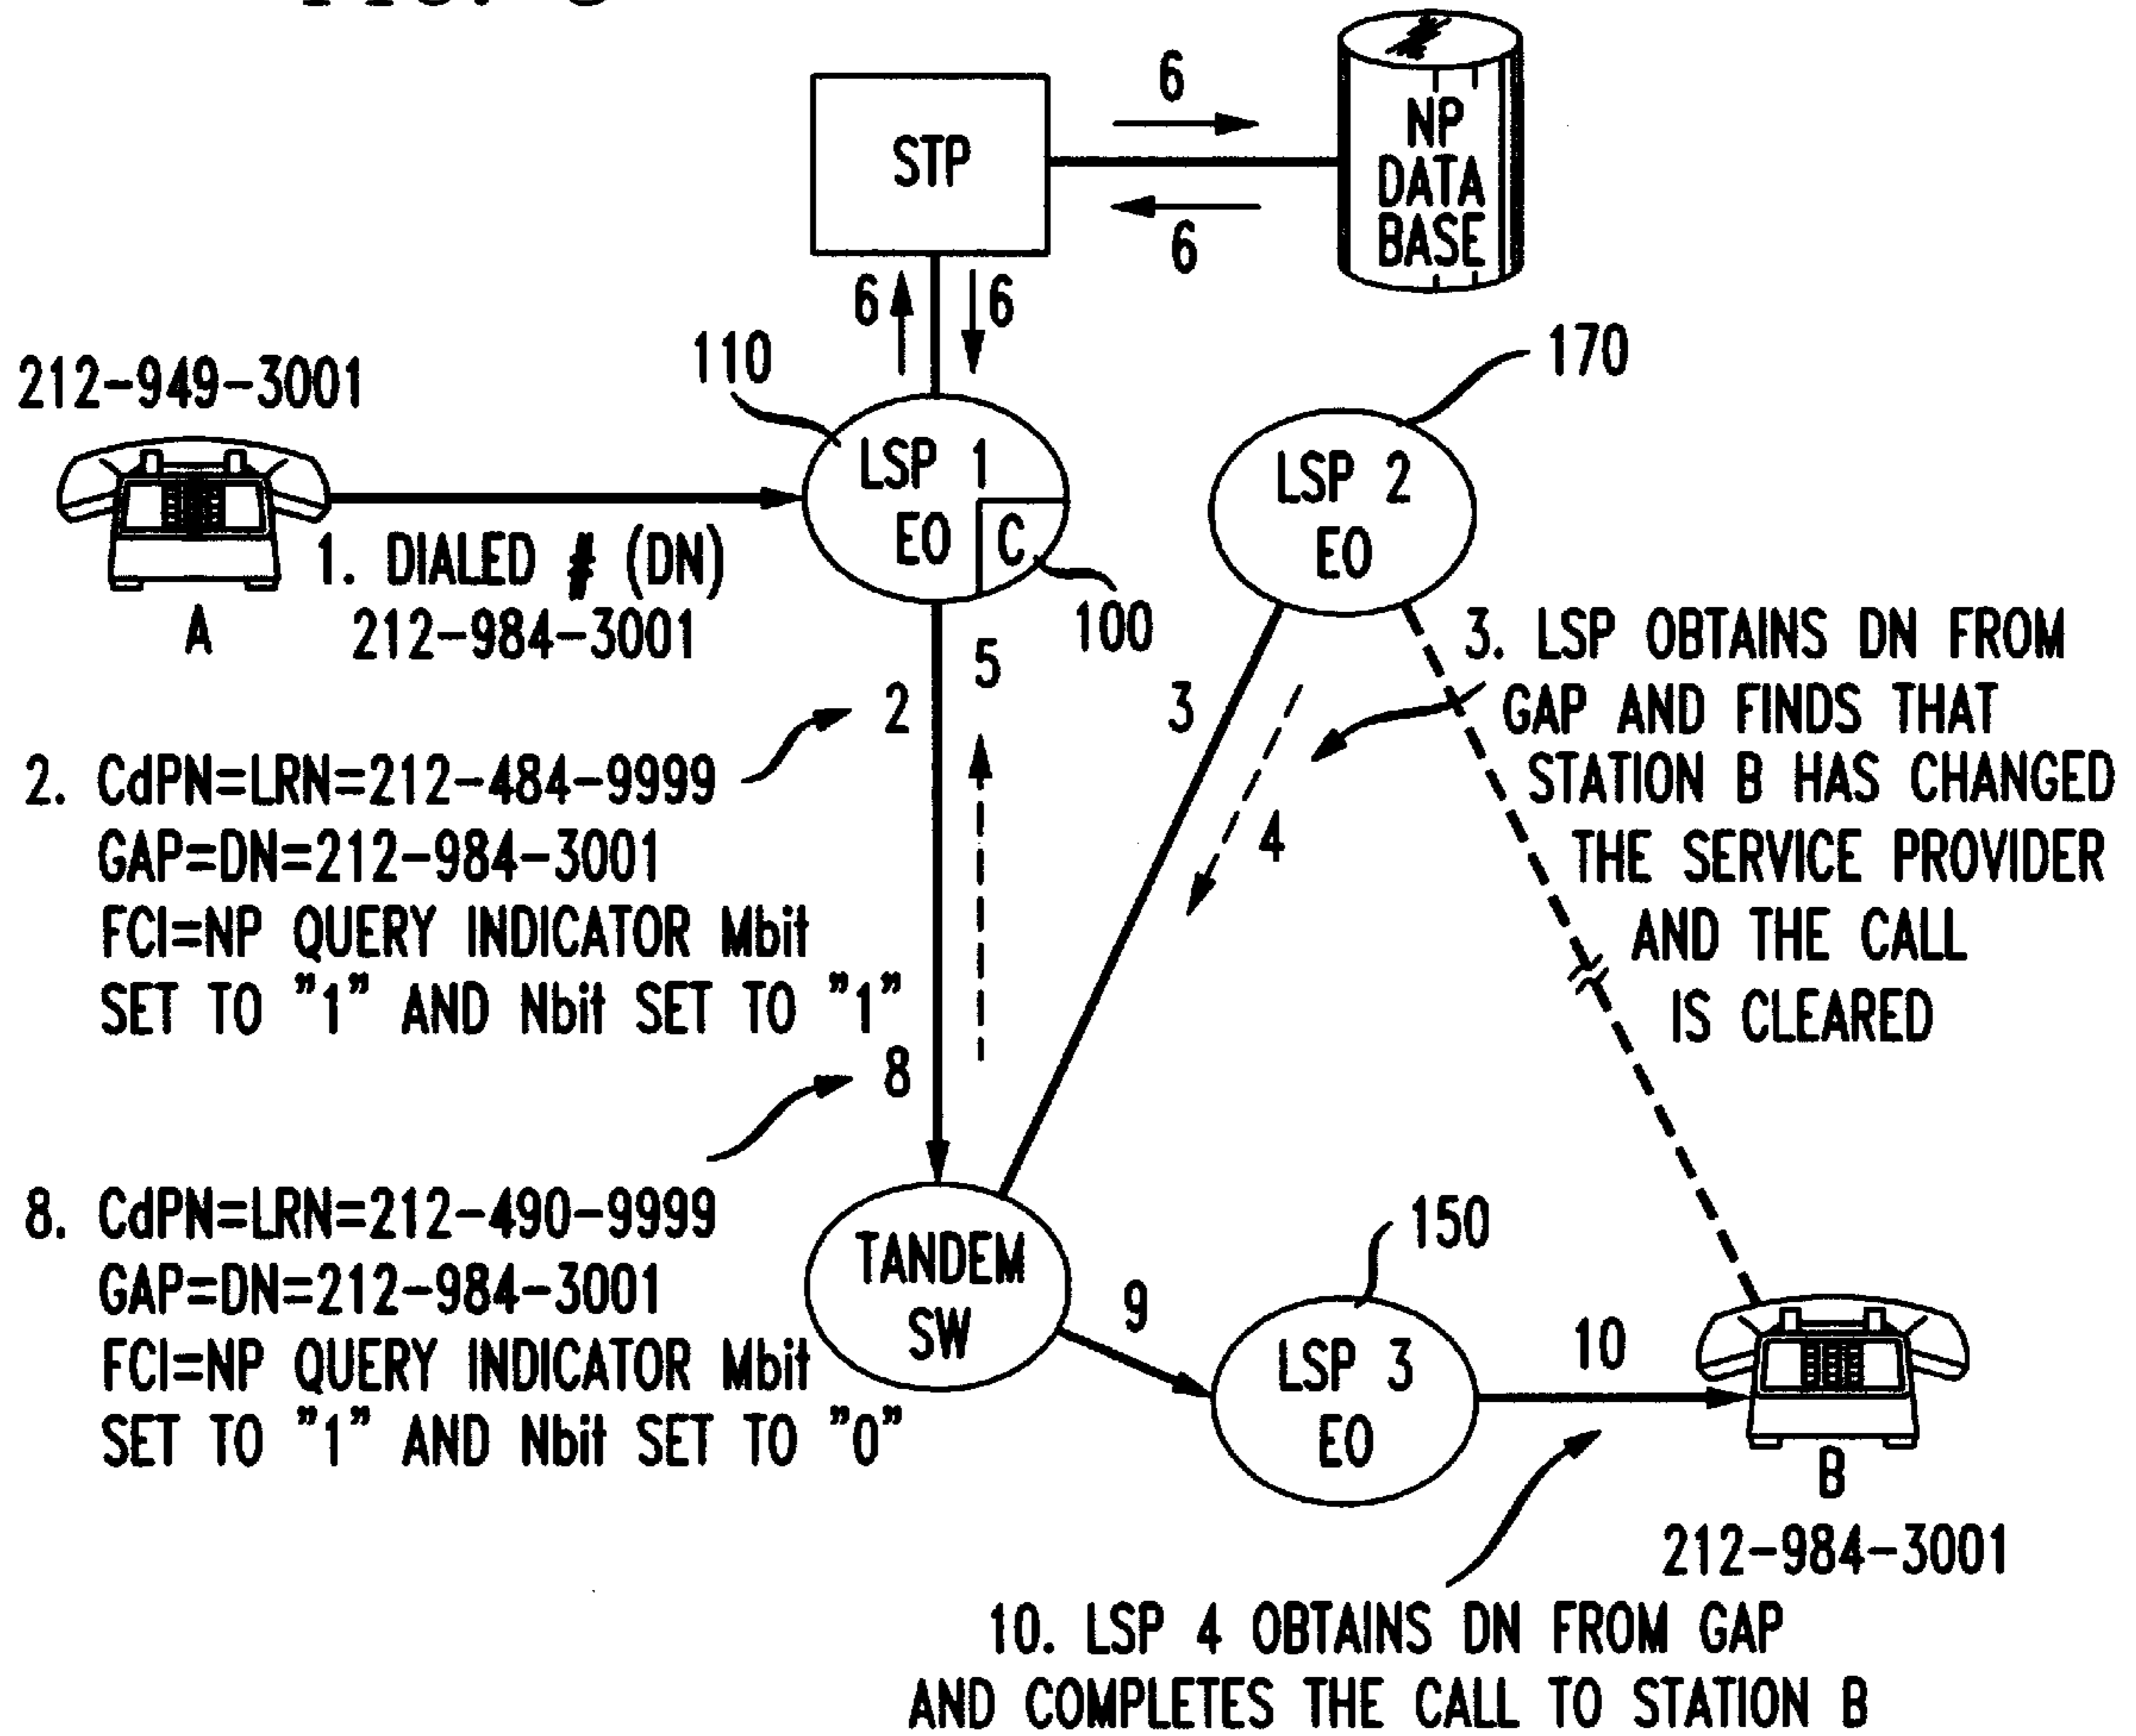 6
STP
NP
DATA
BASE
6
6
6
110
170
212-949-3001
LSP 1
EO
C
LSP 2
EO
1. DIALED # (DN)
212-984-3001
A
100
5
2
3
3. LSP OBTAINS DN FROM
GAP AND FINDS THAT
STATION B HAS CHANGED
THE SERVICE PROVIDER
AND THE CALL
IS CLEARED
2. CdPN=LRN=212-484-9999
GAP=DN=212-984-3001
FCI=NP QUERY INDICATOR Mbit
SET TO "1" AND Nbit SET TO "1"
4
8
8. CdPN=LRN=212-490-9999
GAP=DN=212-984-3001
FCI=NP QUERY INDICATOR Mbit
SET TO "1" AND Nbit SET TO "0"
TANDEM
SW
9
150
LSP 3
EO
10
B
212-984-3001
10. LSP 4 OBTAINS DN FROM GAP
AND COMPLETES THE CALL TO STATION B